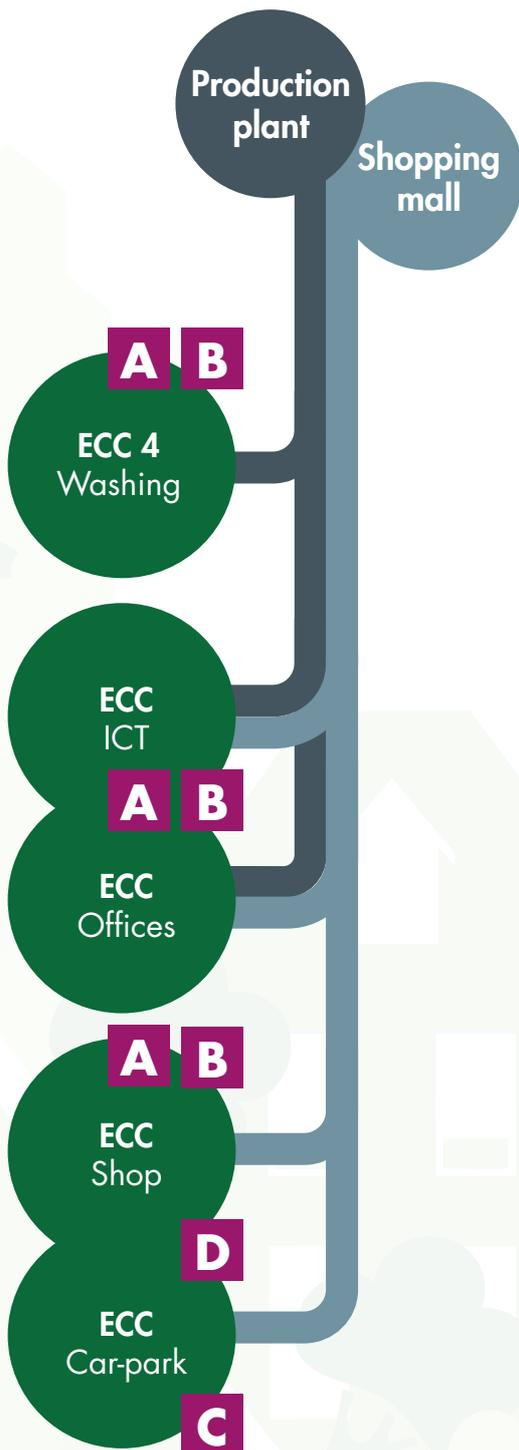 Production
plant
Shopping
mall
A B
ECC 4
Washing
ECC
ICT
A B
ECC
Offices
A B
ECC
Shop
D
ECC
Car-park
C